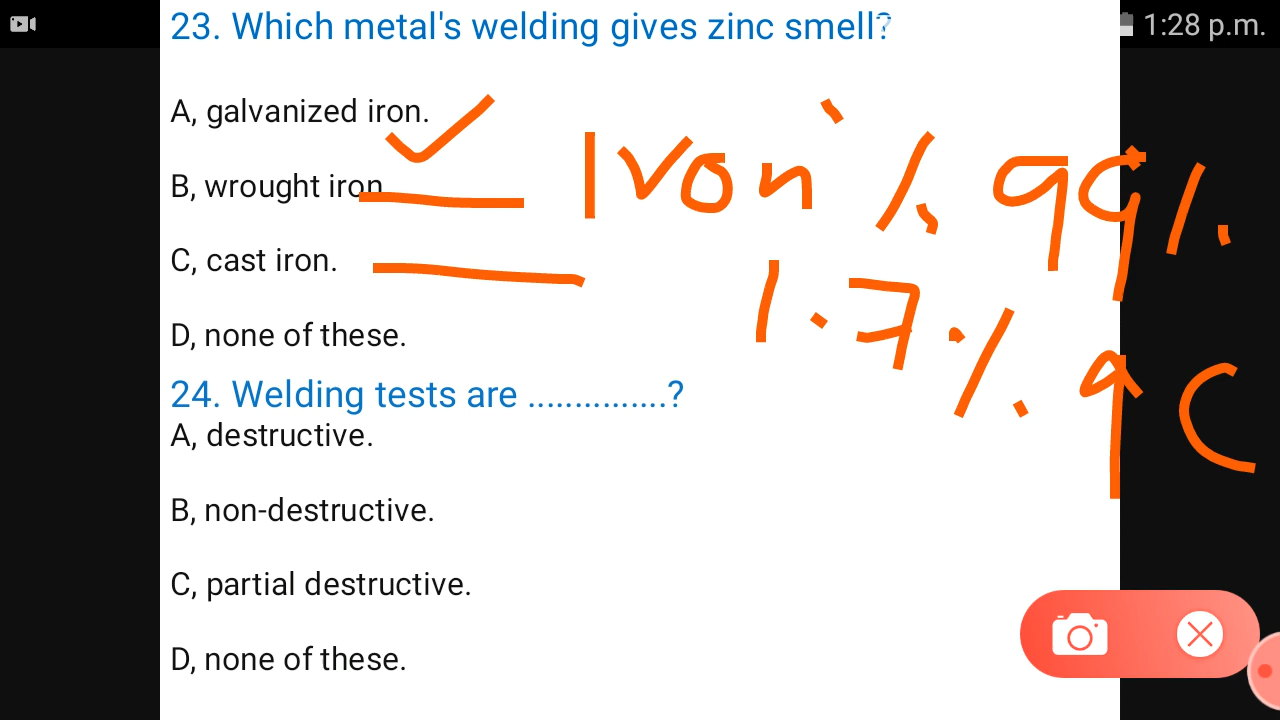 1:28 p.m.
23. Which metal's welding gives zinc smell?
A, galvanized iron.
B, wrought iron
Iron % 99%.
C, cast iron.
1.7%. 9 C
D, none of these.
24. Welding tests are ...............?
A, destructive.
B, non-destructive.
C, partial destructive.
D, none of these.